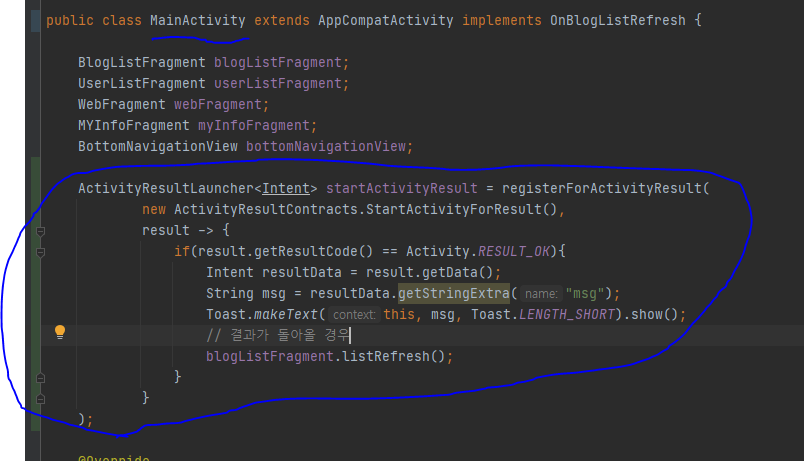 public class MainActivity extends AppCompatActivity implements OnBlogListRefresh {
BlogListFragment blogListFragment;
UserListFragment userListFragment;
WebFragment webFragment;
MYInfoFragment myInfoFragment;
BottomNavigationView bottomNavigationView;
ActivityResultLauncher<Intent> startActivityResult = registerForActivityResult(
new ActivityResultContracts.StartActivityForResult(),
result -> {
if(result.getResultCode() == Activity.RESULT_OK){
Intent resultData = result.getData();
String msg = resultData.getStringExtra( name: "msg");
Toast.makeText( context: this, msg, Toast.LENGTH_SHORT).show();
// 결과가 돌아올 경우
blogListFragment.listRefresh();
}
}
);
@Override